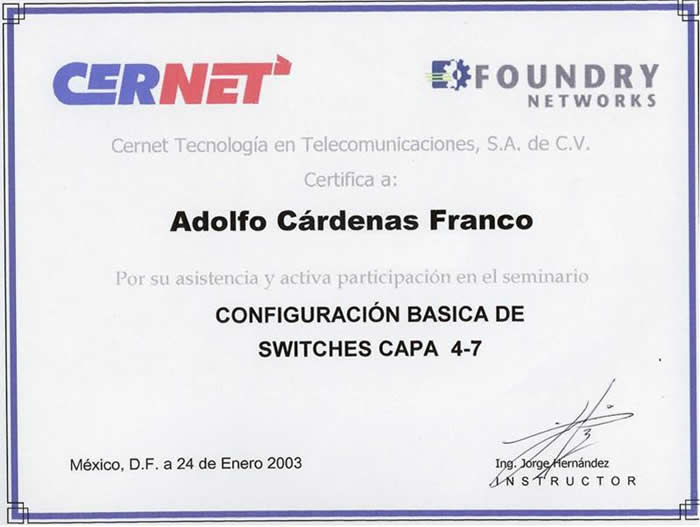 CERNET
FOUNDRY
NETWORKS
Cernet Tecnología en Telecomunicaciones, S.A. de C.V.
Certifica a:
Adolfo Cárdenas Franco
Por su asistencia y activa participación en el seminario
CONFIGURACIÓN BASICA DE
SWITCHES CAPA 4-7
México, D.F. a 24 de Enero 2003
Ing. Jorge Hernández
INSTRUCTOR